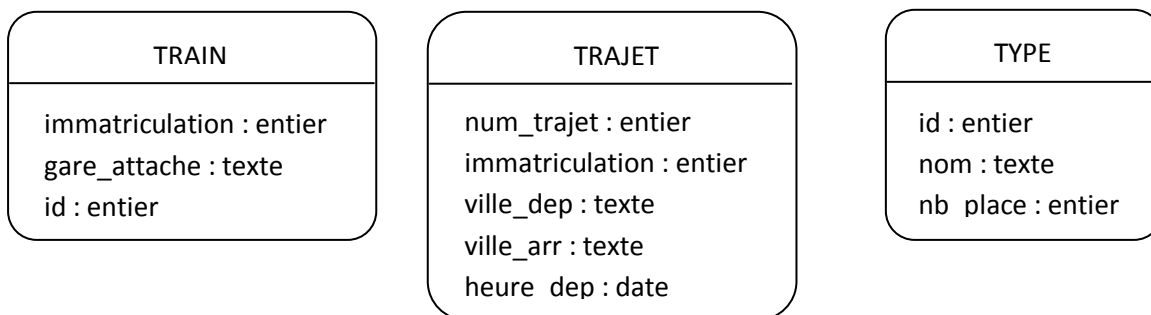 TRAIN
immatriculation : entier
gare_attache : texte
id : entier
TRAJET
num_trajet : entier
immatriculation : entier
ville_dep : texte
ville_arr : texte
heure_dep : date
TYPE
id : entier
nom : texte
nb_place : entier